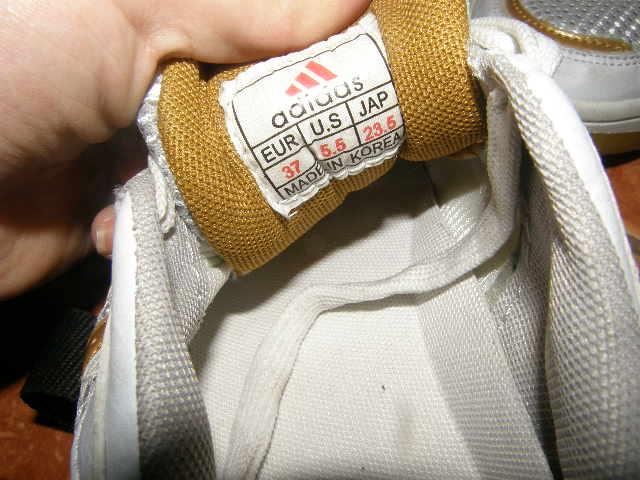 adidas
EUR U.S JAP
37 5.5 23.5
MADE IN KOREA